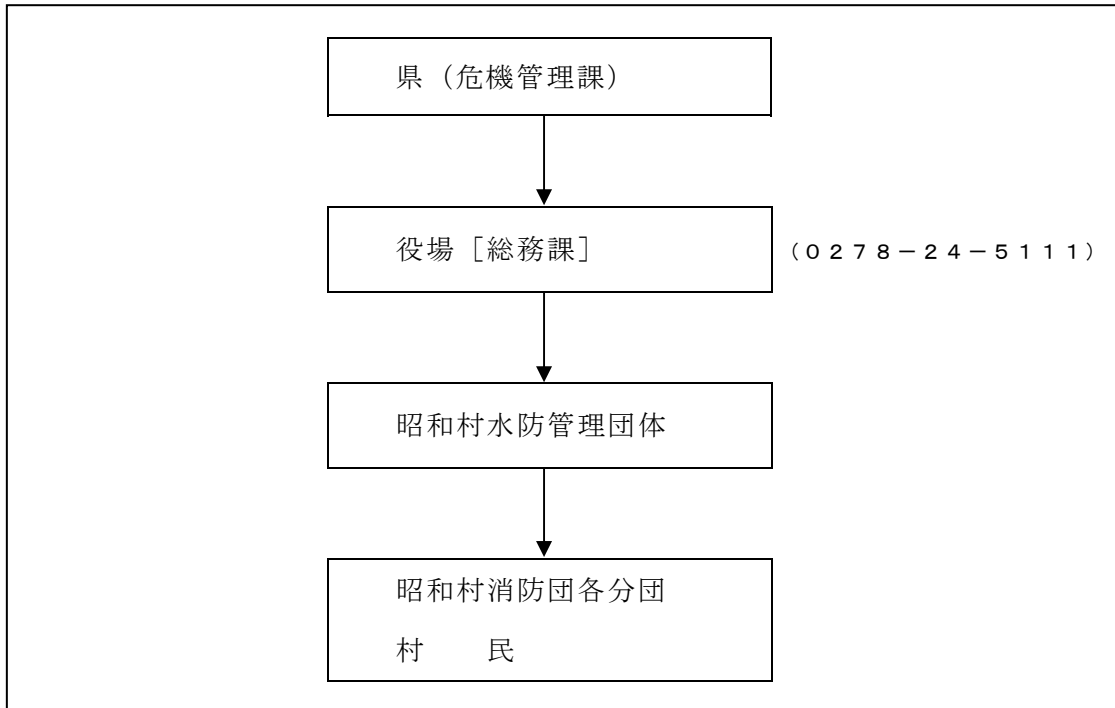 県（危機管理課）
役場［総務課］
（０２７８－２４－５１１１）
昭和村水防管理団体
昭和村消防団各分団
村　　民